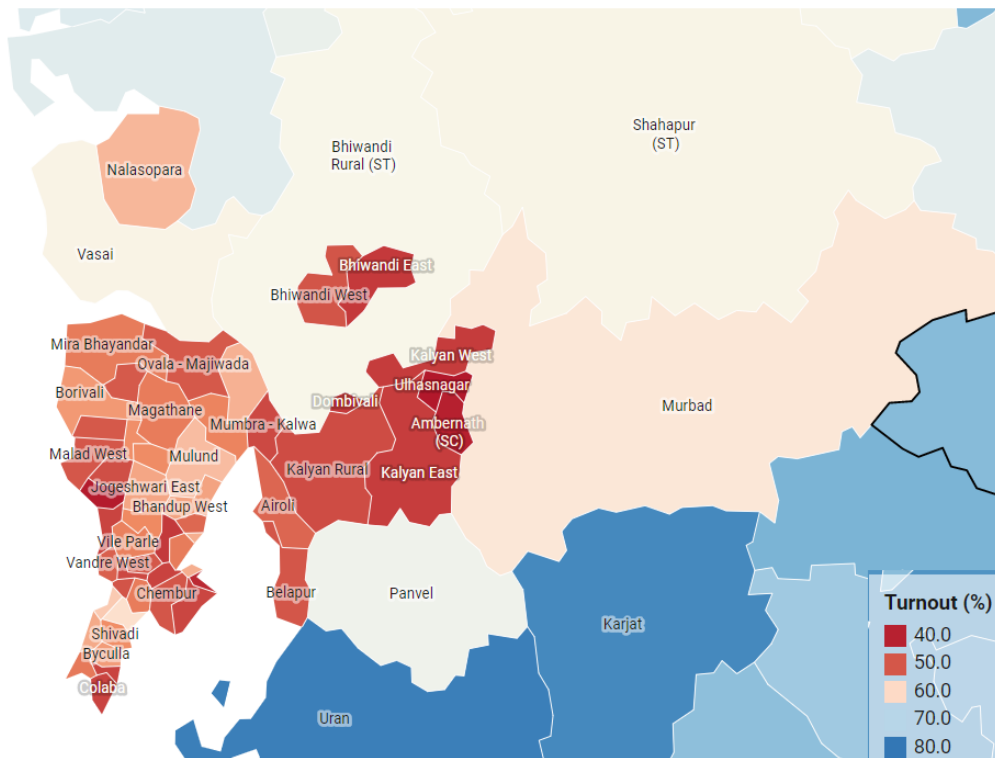 Shahapur
(ST)
Bhiwandi
Rural (ST)
Nalasopara
Vasai
Bhiwandi East
Bhiwandi West
Mira Bhayandar
Ovala - Majiwada
Kalyan West
Ulhasnagar
Borivali
Dombivali
Magathane
Murbad
Mumbra - Kalwa
Ambernath
(SC)
Malad West
Mulund
Kalyan Rural
Kalyan East
Jogeshwari East
Bhandup West
Airoli
Vile Parle
Vandre West
Chembur
Belapur
Panvel
Shivadi
Byculla
Karjat
Colaba
Uran
Turnout (%)
40.0
50.0
60.0
70.0
80.0